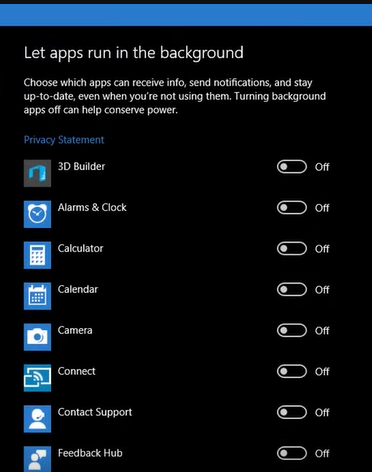 Let apps run in the background
Choose which apps can receive info, send notifications, and stay
up-to-date, even when you're not using them. Turning background
apps off can help conserve power.
Privacy Statement
3D Builder Off
Alarms & Clock Off
Calculator Off
Calendar Off
Camera Off
Connect Off
Contact Support Off
Feedback Hub Off